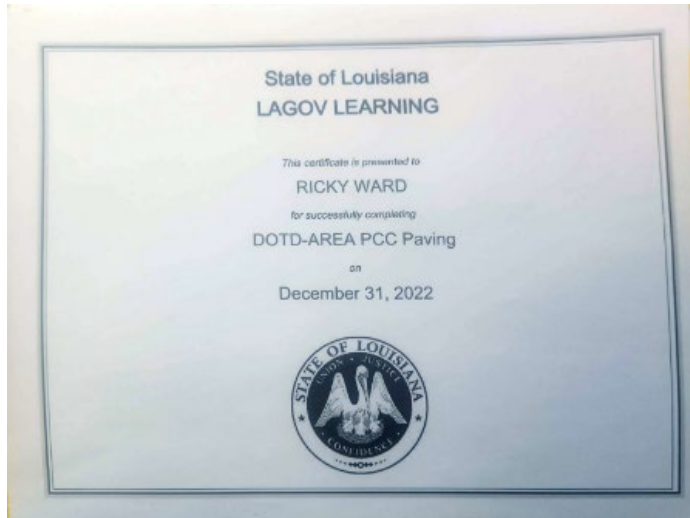 State of Louisiana
LAGOV LEARNING
This certificate is presented to
RICKY WARD
for successfully completing
DOTD-AREA PCC Paving
on
December 31, 2022
STATE OF LOUISIANA
UNION • JUSTICE
CONFIDENCE